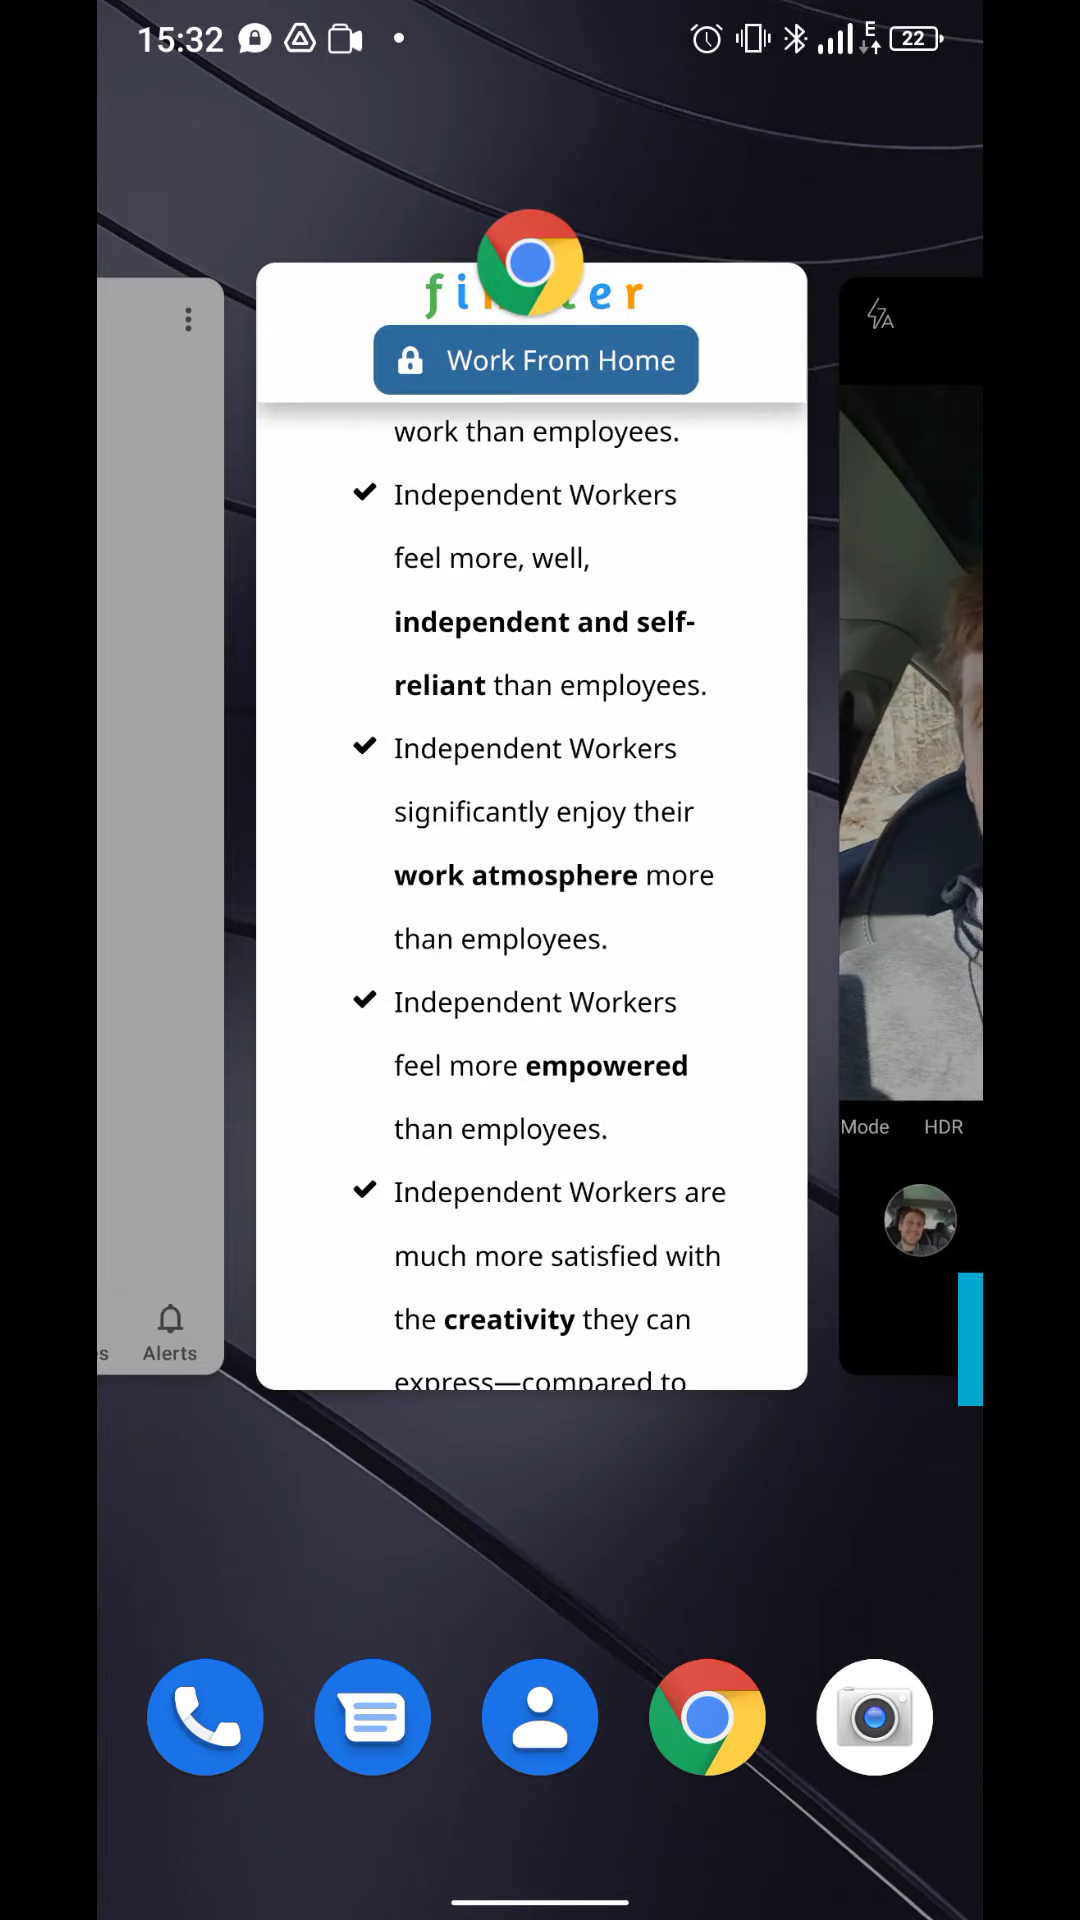 15:32
E
22
Work From Home
work than employees.
Independent Workers
feel more, well,
independent and self-
reliant than employees.
Independent Workers
significantly enjoy their
work atmosphere more
than employees.
Independent Workers
feel more empowered
than employees.
Independent Workers are
much more satisfied with
the creativity they can
express—compared to
Mode HDR
s Alerts